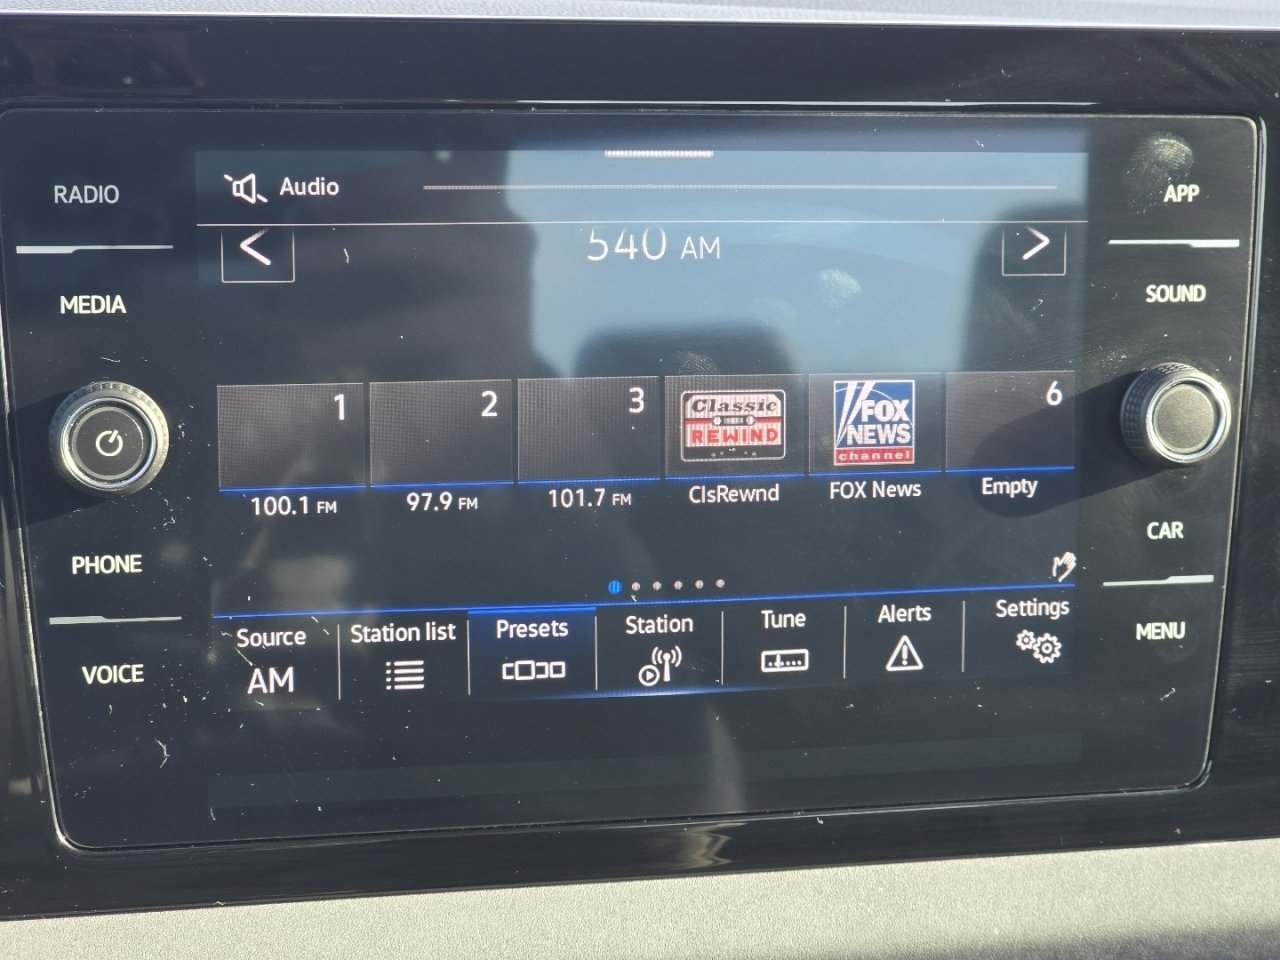 RADIO
Audio
APP
540 AM
MEDIA
SOUND
1 2 3 Classic REWIND FOX NEWS channel 6
100.1 FM 97.9 FM 101.7 FM ClsRewnd FOX News Empty
PHONE
CAR
Source Station list Presets Station Tune Alerts Settings
AM
VOICE
MENU